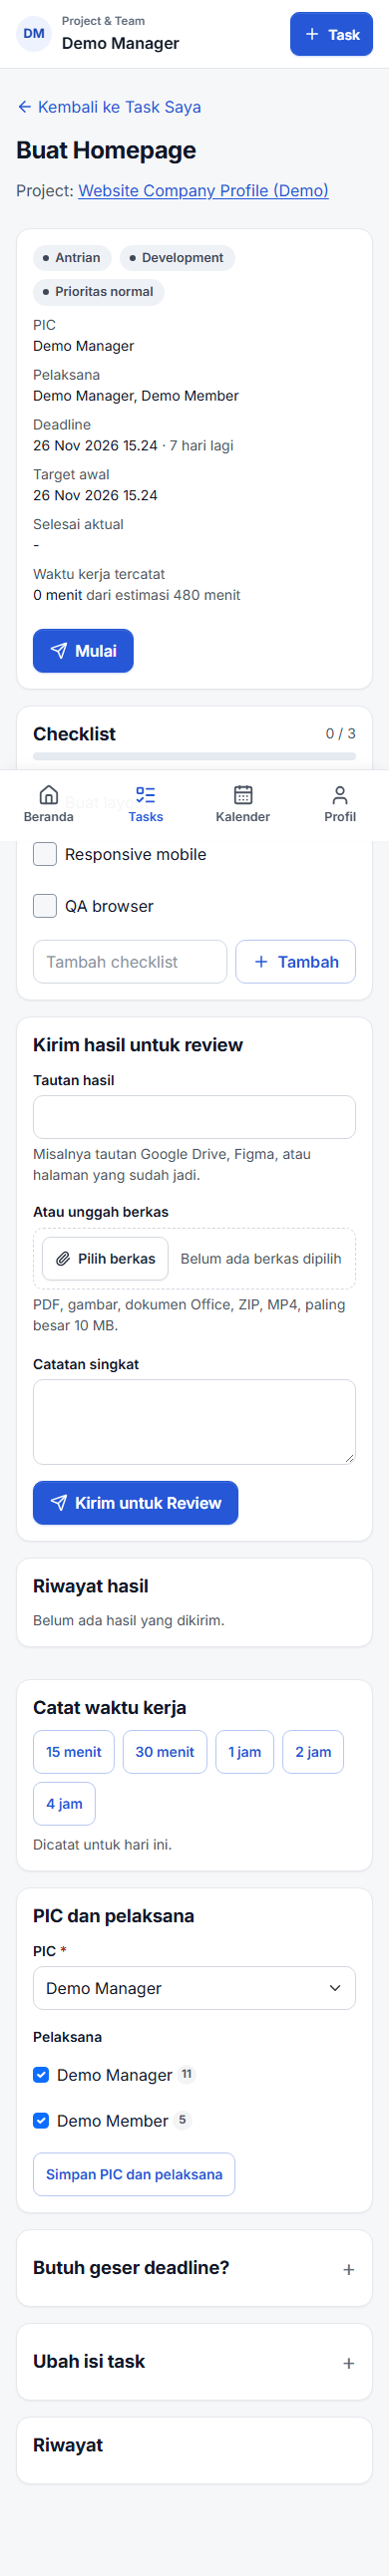 DM
Project & Team
Demo Manager
+ Task
← Kembali ke Task Saya
Buat Homepage
Project: Website Company Profile (Demo)
Antrian
Development
Prioritas normal
PIC
Demo Manager
Pelaksana
Demo Manager, Demo Member
Deadline
26 Nov 2026 15.24 · 7 hari lagi
Target awal
26 Nov 2026 15.24
Selesai aktual
-
Waktu kerja tercatat
0 menit dari estimasi 480 menit
Mulai
Checklist
0 / 3
Buat
Beranda
Tasks
Kalender
Profil
Responsive mobile
QA browser
Tambah checklist
+ Tambah
Kirim hasil untuk review
Tautan hasil
Misalnya tautan Google Drive, Figma, atau
halaman yang sudah jadi.
Atau unggah berkas
Pilih berkas
Belum ada berkas dipilih
PDF, gambar, dokumen Office, ZIP, MP4, paling
besar 10 MB.
Catatan singkat
Kirim untuk Review
Riwayat hasil
Belum ada hasil yang dikirim.
Catat waktu kerja
15 menit
30 menit
1 jam
2 jam
4 jam
Dicatat untuk hari ini.
PIC dan pelaksana
PIC *
Demo Manager
Pelaksana
Demo Manager 11
Demo Member 5
Simpan PIC dan pelaksana
Butuh geser deadline? +
Ubah isi task +
Riwayat